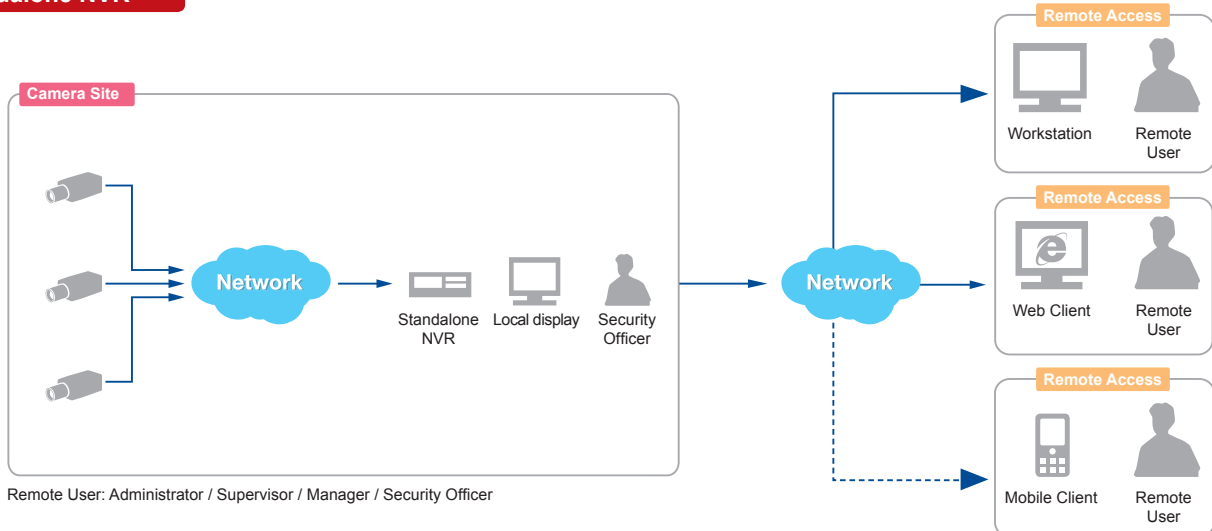 NVR
Camera Site
Network
Standalone
NVR
Local display
Security
Officer
Network
Remote Access
Workstation
Remote
User
Remote Access
Web Client
Remote
User
Remote Access
Mobile Client
Remote
User
Remote User: Administrator / Supervisor / Manager / Security Officer